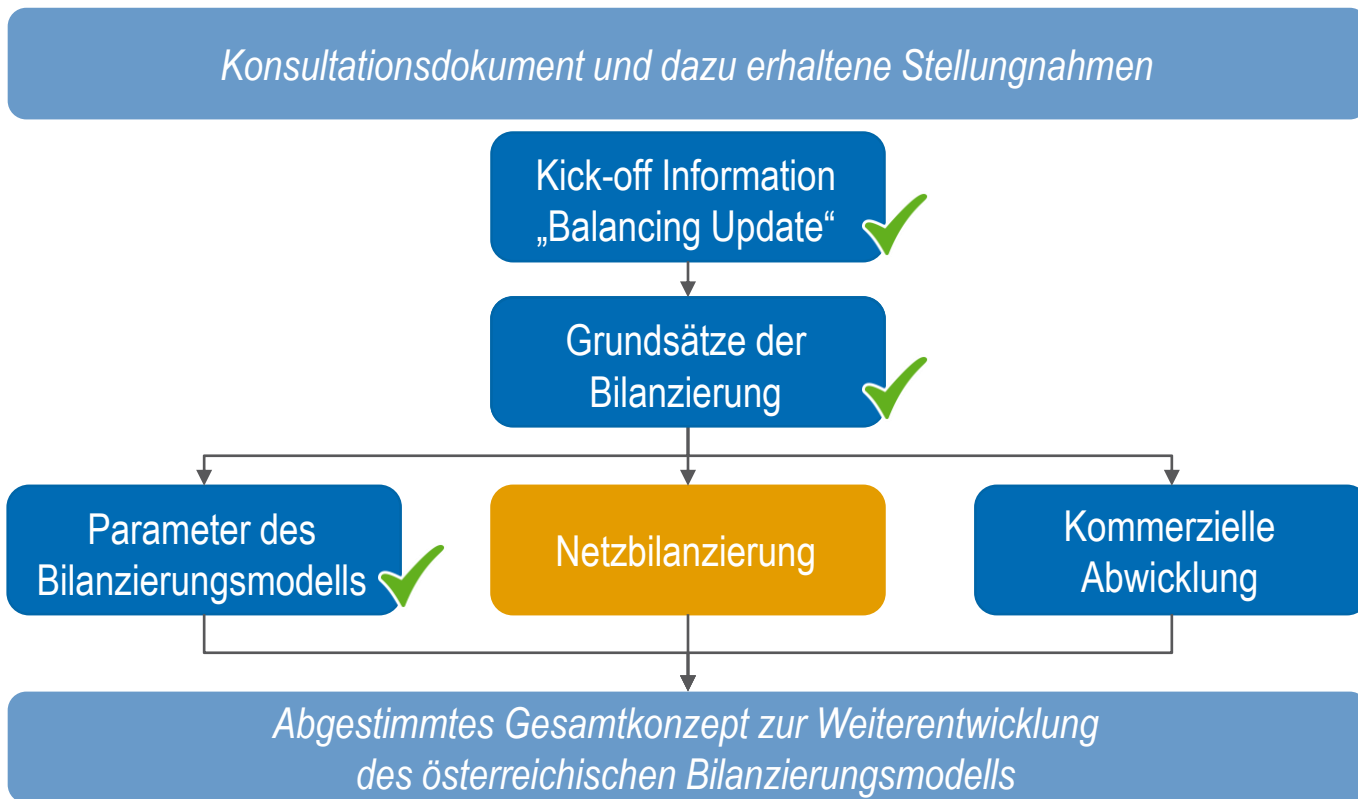 Konsultationsdokument und dazu erhaltene Stellungnahmen
Kick-off Information
„Balancing Update“
Grundsätze der
Bilanzierung
Parameter des
Bilanzierungsmodells
Netzbilanzierung
Kommerzielle
Abwicklung
Abgestimmtes Gesamtkonzept zur Weiterentwicklung
des österreichischen Bilanzierungsmodells